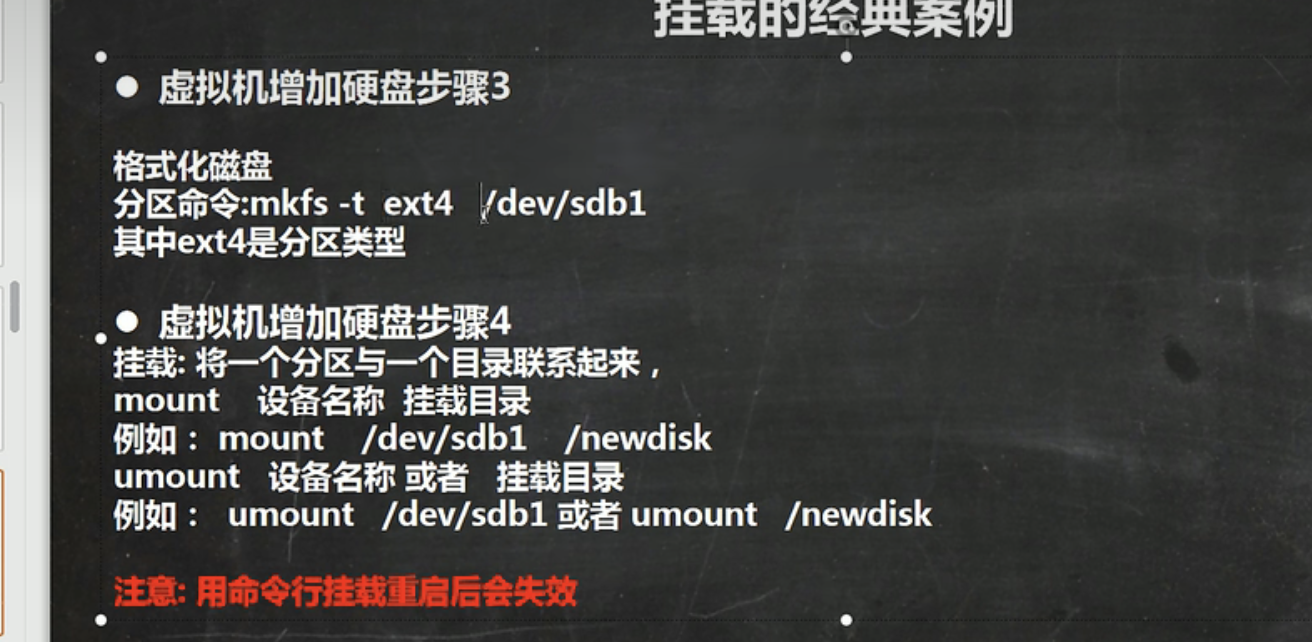 挂载的经典案例
● 虚拟机增加硬盘步骤3
格式化磁盘
分区命令:mkfs -t ext4 /dev/sdb1
其中ext4是分区类型
● 虚拟机增加硬盘步骤4
挂载: 将一个分区与一个目录联系起来，
mount 设备名称 挂载目录
例如： mount /dev/sdb1 /newdisk
umount 设备名称 或者 挂载目录
例如： umount /dev/sdb1 或者 umount /newdisk
注意: 用命令行挂载重启后会失效